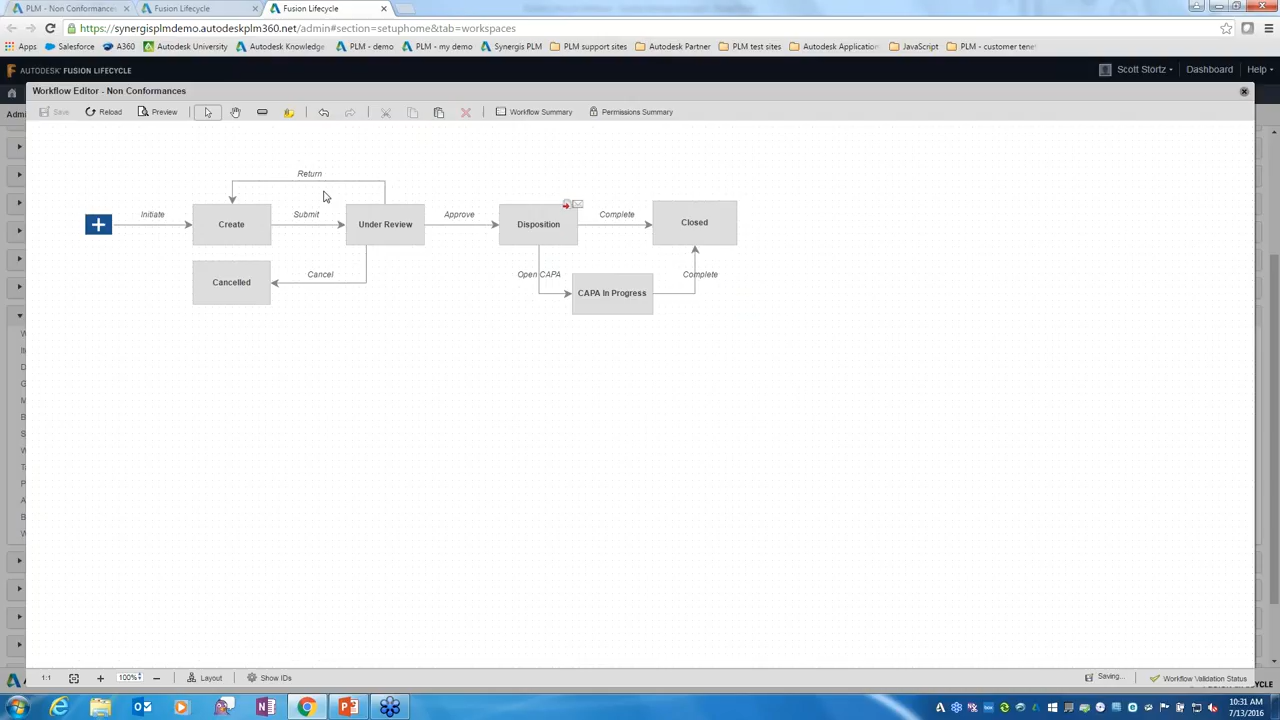 PLM - Non Conformances
Fusion Lifecycle
Fusion Lifecycle
https://synergisplmdemo.autodeskplm360.net/admin#section=setuphome&tab=workspaces
Apps
Salesforce
A360
Autodesk University
Autodesk Knowledge
PLM - demo
PLM - my demo
Synergis PLM
PLM support sites
Autodesk Partner
PLM test sites
Autodesk Application
JavaScript
PLM - customer tene
AUTODESK® FUSION LIFECYCLE
Scott Stortz
Dashboard
Help
Workflow Editor - Non Conformances
Save
Reload
Preview
Workflow Summary
Permissions Summary
Return
Initiate
Submit
Approve
Complete
Create
Under Review
Disposition
Closed
Cancelled
Cancel
Open CAPA
CAPA In Progress
Complete
1:1
100%
Layout
Show IDs
Saving...
Workflow Validation Status
10:31 AM
7/13/2016